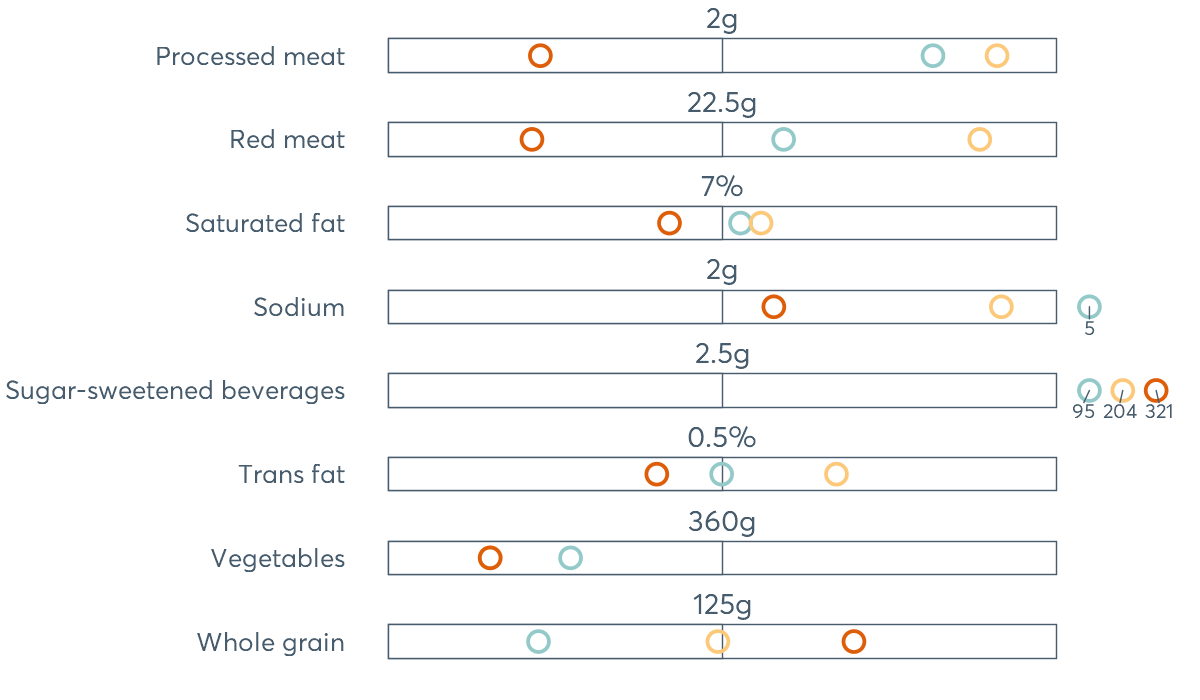 2g
Processed meat
22.5g
Red meat
7%
Saturated fat
2g
Sodium
5
2.5g
Sugar-sweetened beverages
95 204 321
0.5%
Trans fat
360g
Vegetables
125g
Whole grain